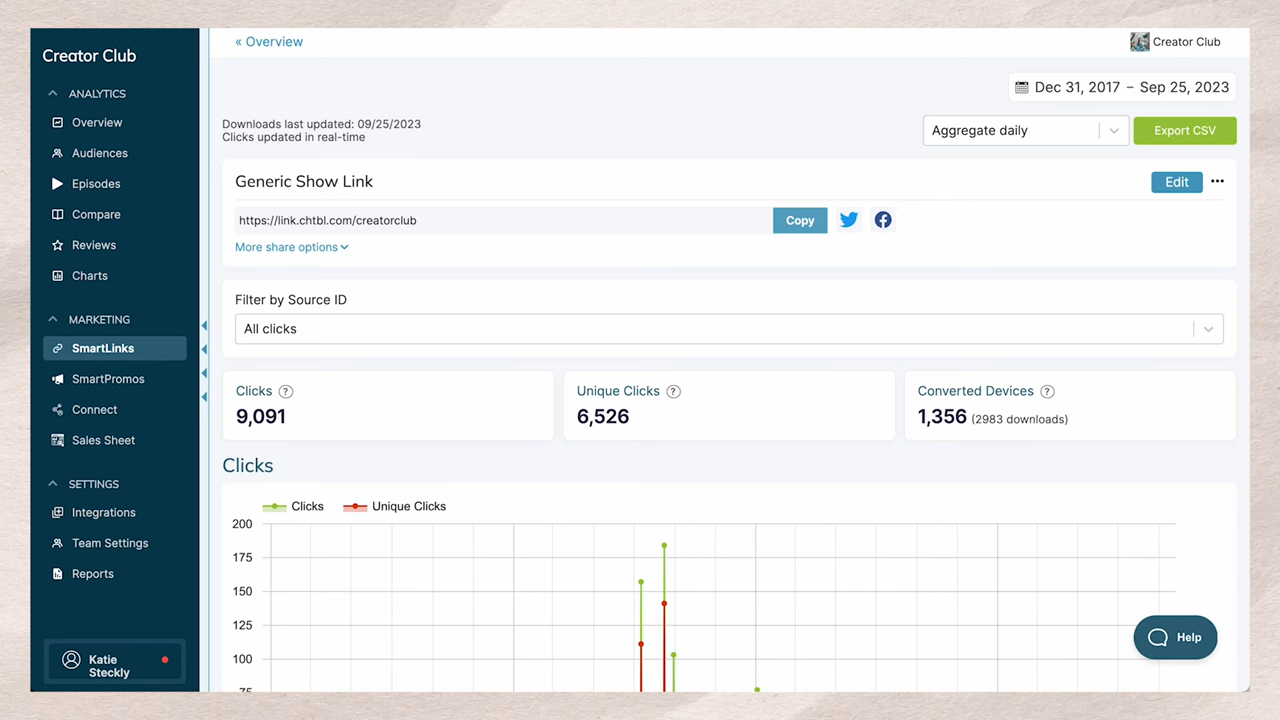 Creator Club
ANALYTICS
Overview
Audiences
Episodes
Compare
Reviews
Charts
MARKETING
SmartLinks
SmartPromos
Connect
Sales Sheet
SETTINGS
Integrations
Team Settings
Reports
Katie
Steckly
« Overview
Creator Club
Dec 31, 2017 – Sep 25, 2023
Downloads last updated: 09/25/2023
Clicks updated in real-time
Aggregate daily
Export CSV
Generic Show Link
Edit
https://link.chtbl.com/creatorclub
Copy
More share options
Filter by Source ID
All clicks
Clicks ?
9,091
Unique Clicks ?
6,526
Converted Devices ?
1,356 (2983 downloads)
Clicks
Clicks
Unique Clicks
200
175
150
125
100
75
Help